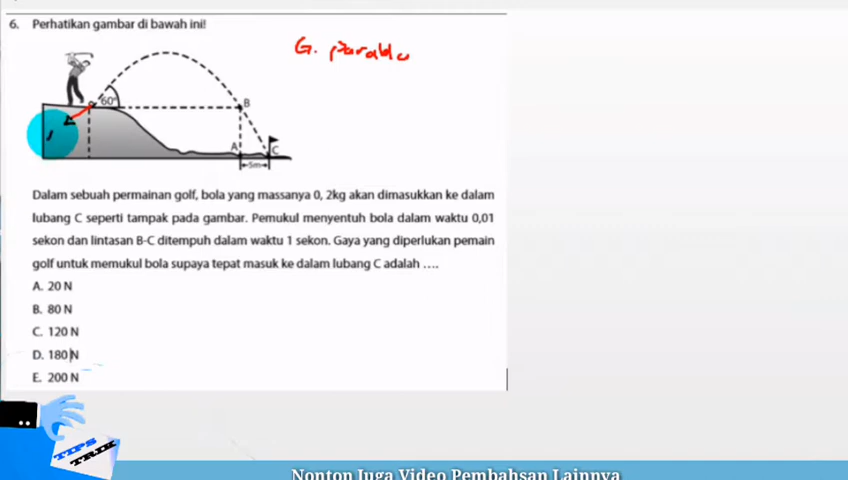 6. Perhatikan gambar di bawah ini!
G. parabl
60°
B
A
C
5m
Dalam sebuah permainan golf, bola yang massanya 0, 2kg akan dimasukkan ke dalam
lubang C seperti tampak pada gambar. Pemukul menyentuh bola dalam waktu 0,01
sekon dan lintasan B-C ditempuh dalam waktu 1 sekon. Gaya yang diperlukan pemain
golf untuk memukul bola supaya tepat masuk ke dalam lubang C adalah ....
A. 20 N
B. 80 N
C. 120 N
D. 180 N
E. 200 N
TIPS
TRIK
Nonton Juga Video Pembahsan Lainnya